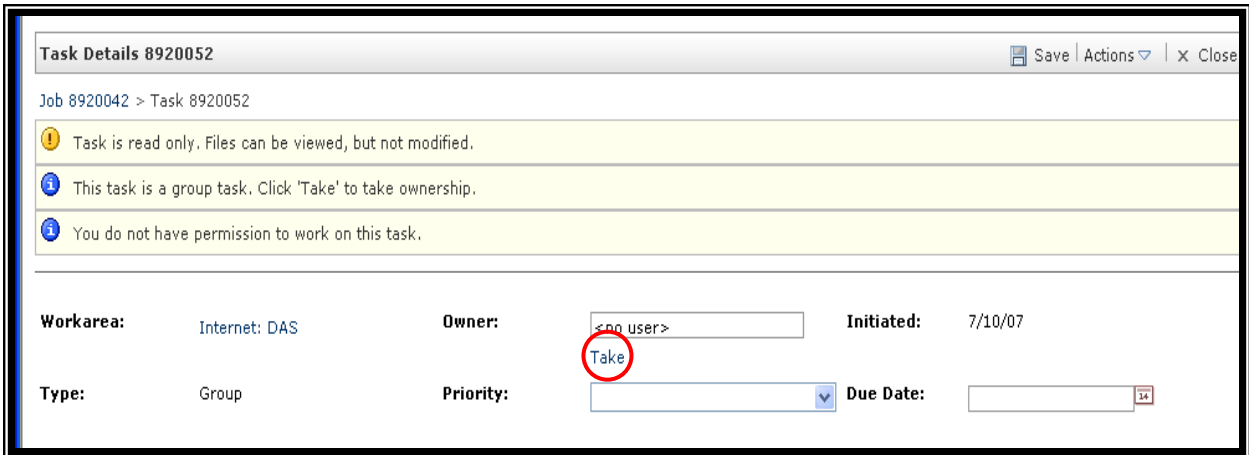 Task Details 8920052 Save Actions x Close
Job 8920042 > Task 8920052
Task is read only. Files can be viewed, but not modified.
This task is a group task. Click 'Take' to take ownership.
You do not have permission to work on this task.
Workarea: Internet: DAS Owner: <no user> Initiated: 7/10/07
Take
Type: Group Priority: Due Date: 14